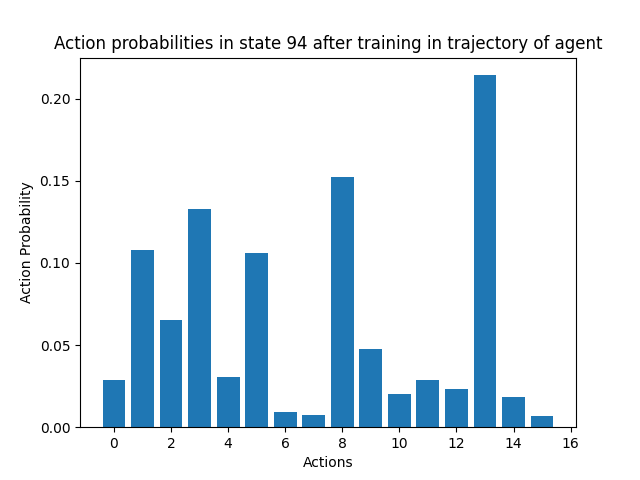 Action probabilities in state 94 after training in trajectory of agent
0.20
0.15
0.10
0.05
0.00
Action Probability
0 2 4 6 8 10 12 14 16
Actions